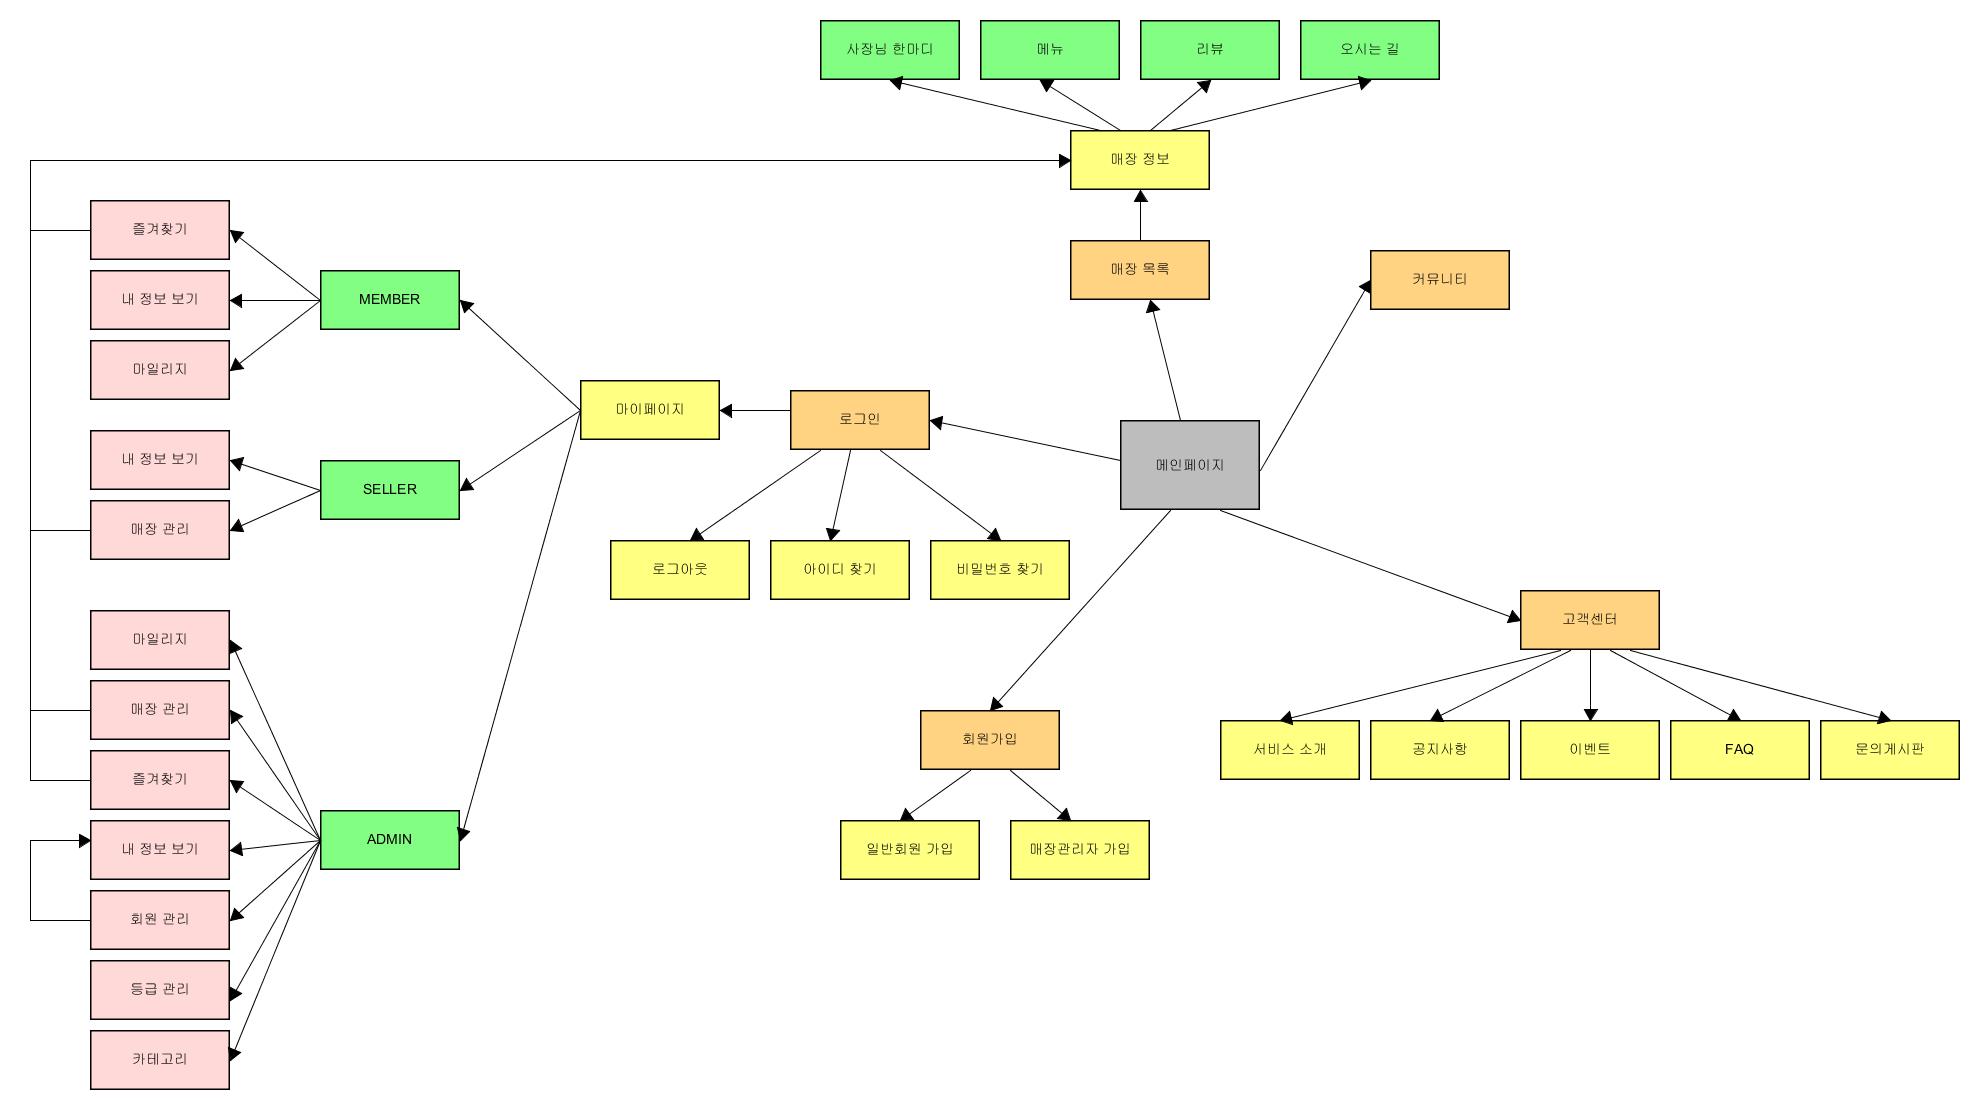 사장님 한마디
메뉴
리뷰
오시는 길
매장 정보
즐겨찾기
매장 목록
커뮤니티
내 정보 보기
MEMBER
마일리지
마이페이지
로그인
내 정보 보기
메인페이지
SELLER
매장 관리
로그아웃
아이디 찾기
비밀번호 찾기
고객센터
마일리지
매장 관리
회원가입
서비스 소개
공지사항
이벤트
FAQ
문의게시판
즐겨찾기
ADMIN
내 정보 보기
일반회원 가입
매장관리자 가입
회원 관리
등급 관리
카테고리